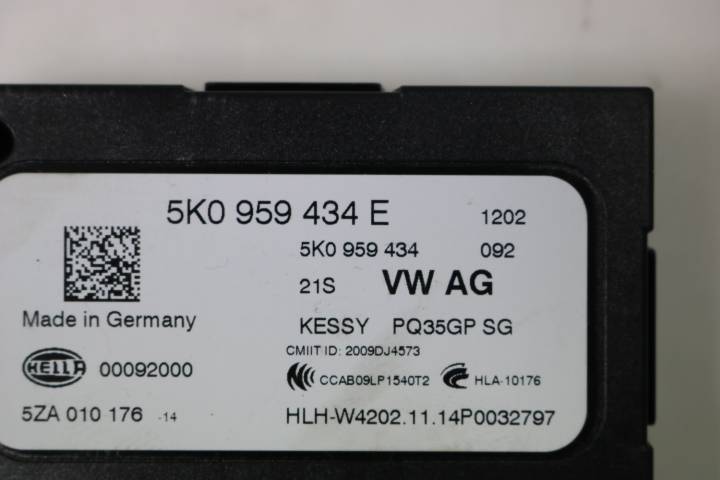 5K0 959 434 E 1202
5K0 959 434 092
21S VW AG
Made in Germany KESSY PQ35GP SG
CMIIT ID: 2009DJ4573
HELLA 00092000 CCAB09LP1540T2 HLA-10176
5ZA 010 176 -14 HLH-W4202.11.14P0032797